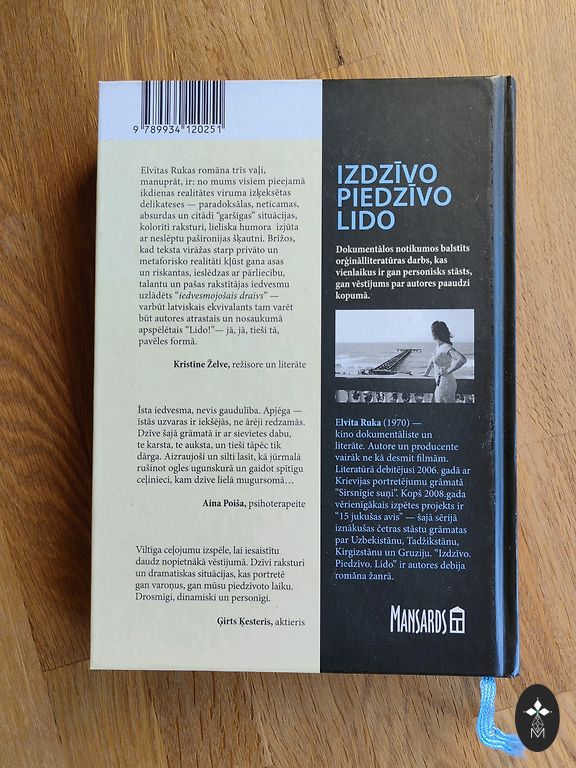 9 789934 120251
Elvitas Rukas romāna trīs vaļi,
manuprāt, ir: no mums visiem pieejamā
ikdienas realitātes viruma izķeksētas
delikateses — paradoksālas, neticamas,
absurdas un citādi "garšīgas" situācijas,
kolorīti raksturi, lieliska humora izjūta
ar neslēptu pašironijas šķautni. Brīžos,
kad teksta virāžas starp privāto un
metaforisko realitāti kļūst gana asas
un riskantas, ieslēdzas ar pārliecību,
talantu un pašas rakstītājas iedvesmu
uzlādēts "iedvesmojošais draivs" —
varbūt latviskais ekvivalants tam varēt
būt autores atrastais un nosaukumā
apspēlētais "Lido!"— jā, jā, tieši tā,
pavēles formā.
Kristīne Želve, režisore un literāte
Īsta iedvesma, nevis gaudulība. Apjēga —
īstās uzvaras ir iekšējās, ne ārēji redzamās.
Dzīve šajā grāmatā ir ar sievietes dabu,
te karsta, te auksta, un tieši tāpēc tik
dārga. Aizraujoši un silti lasīt, kā jūrmalā
rušinot ogles ugunskurā un gaidot spītīgu
ceļinieci, kam dzīve lielā mugursomā…
Aina Poiša, psihoterapeite
Viltīga ceļojumu izspēle, lai iesaistītu
daudz nopietnākā vēstījumā. Dzīvi raksturi
un dramatiskas situācijas, kas portretē
gan varoņus, gan mūsu piedzīvoto laiku.
Drosmīgi, dinamiski un personīgi.
Ģirts Ķesteris, aktieris
IZDZĪVO
PIEDZĪVO
LIDO
Dokumentālos notikumos balstīts
orģinālliteratūras darbs, kas
vienlaikus ir gan personisks stāsts,
gan vēstījums par autores paaudzi
kopumā.
Elvita Ruka (1970) —
kino dokumentāliste un
literāte. Autore un producente
vairāk ne kā desmit filmām.
Literatūrā debitējusi 2006. gadā ar
Krievijas portretējumu grāmatā
"Sirsnīgie suņi". Kopš 2008.gada
vērienīgākais izpētes projekts ir
"15 jukušas avis" — šajā sērijā
iznākušas četras stāstu grāmatas
par Uzbekistānu, Tadžikistānu,
Kirgizstānu un Gruziju. "Izdzīvo.
Piedzīvo. Lido" ir autores debija
romāna žanrā.
MANSARDS
M